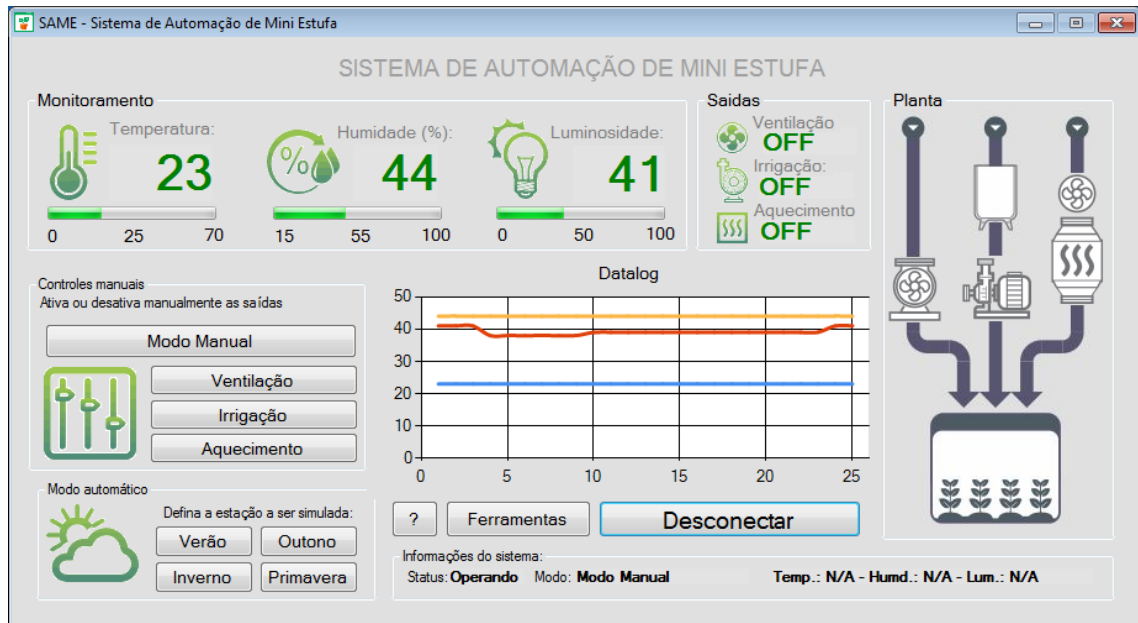 SAME - Sistema de Automação de Mini Estufa
SISTEMA DE AUTOMAÇÃO DE MINI ESTUFA
Monitoramento
Temperatura:
23
0 25 70
Humidade (%):
%
44
15 55 100
Luminosidade:
41
0 50 100
Saidas
Ventilação
OFF
Irrigação:
OFF
Aquecimento
OFF
Planta
Controles manuais
Ativa ou desativa manualmente as saídas
Modo Manual
Ventilação
Irrigação
Aquecimento
Datalog
50
40
30
20
10
0
0 5 10 15 20 25
Modo automático
Defina a estação a ser simulada:
Verão Outono
Inverno Primavera
? Ferramentas Desconectar
Informações do sistema:
Status: Operando Modo: Modo Manual Temp.: N/A - Humd.: N/A - Lum.: N/A